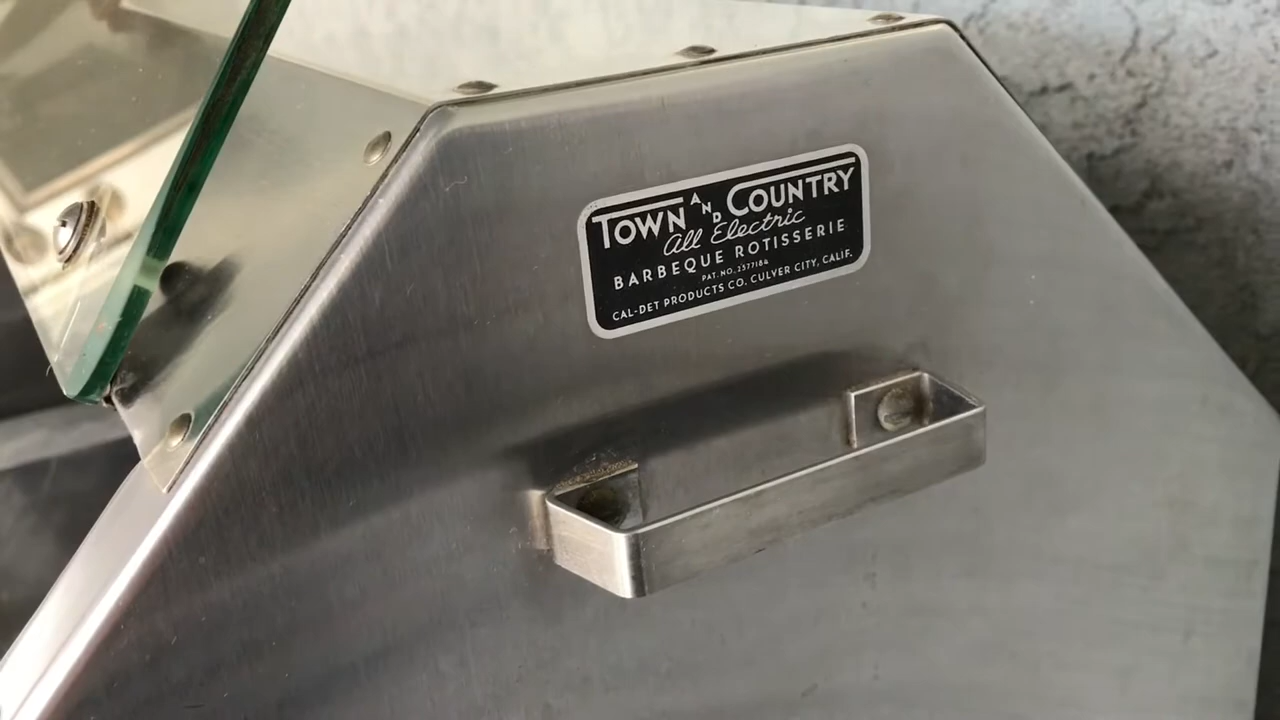 TOWN AND COUNTRY
All Electric
BARBEQUE ROTISSERIE
PAT. NO. 2577184
CAL-DET PRODUCTS CO. CULVER CITY, CALIF.